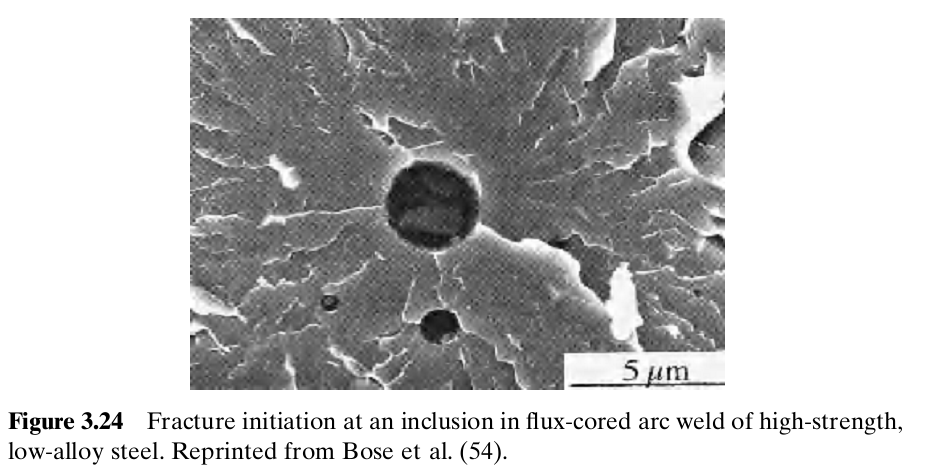 5 μm
Figure 3.24 Fracture initiation at an inclusion in flux-cored arc weld of high-strength,
low-alloy steel. Reprinted from Bose et al. (54).